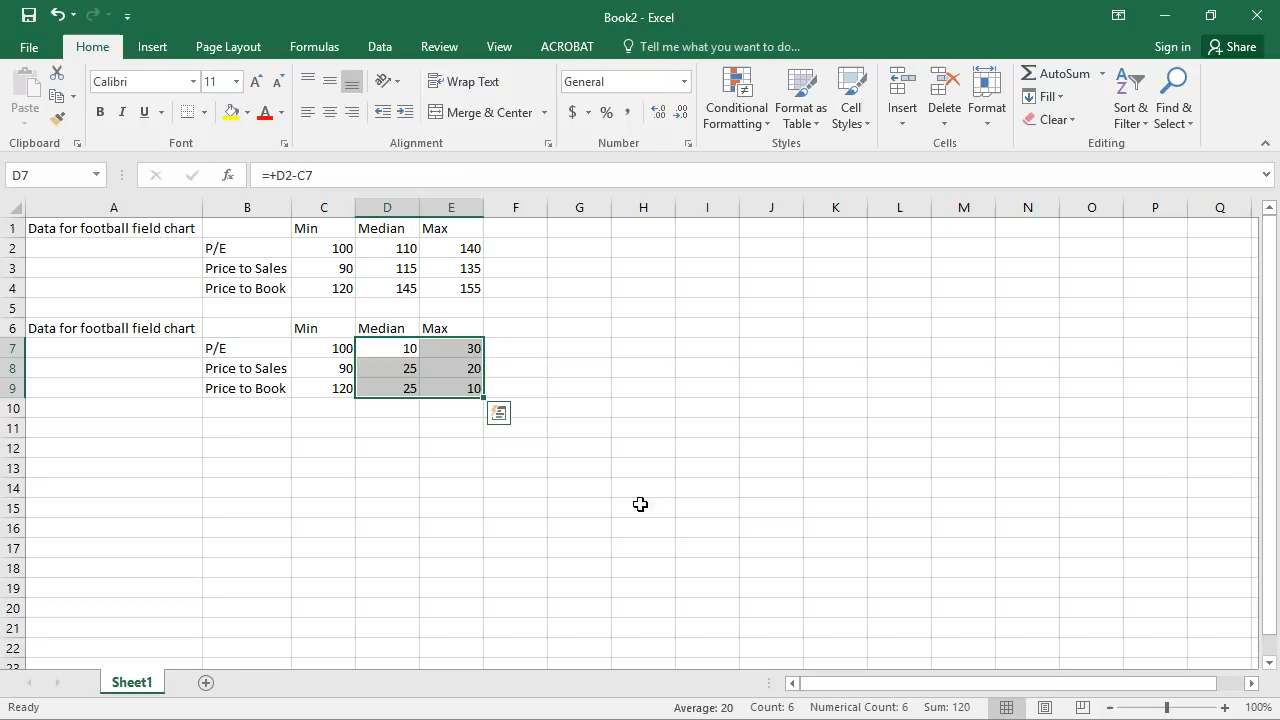 Book2 - Excel
File Home Insert Page Layout Formulas Data Review View ACROBAT Tell me what you want to do... Sign in Share
Paste Calibri 11 Wrap Text General Conditional Formatting Format as Table Cell Styles Insert Delete Format AutoSum Sort & Filter Find & Select
B I U Merge & Center $ % , Fill
Clear
Clipboard Font Alignment Number Styles Cells Editing
D7 fx =+D2-C7
A B C D E F G H I J K L M N O P Q
1 Data for football field chart Min Median Max
2 P/E 100 110 140
3 Price to Sales 90 115 135
4 Price to Book 120 145 155
5
6 Data for football field chart Min Median Max
7 P/E 100 10 30
8 Price to Sales 90 25 20
9 Price to Book 120 25 10
10
11
12
13
14
15
16
17
18
19
20
21
22
23
Sheet1
Ready Average: 20 Count: 6 Numerical Count: 6 Sum: 120 100%